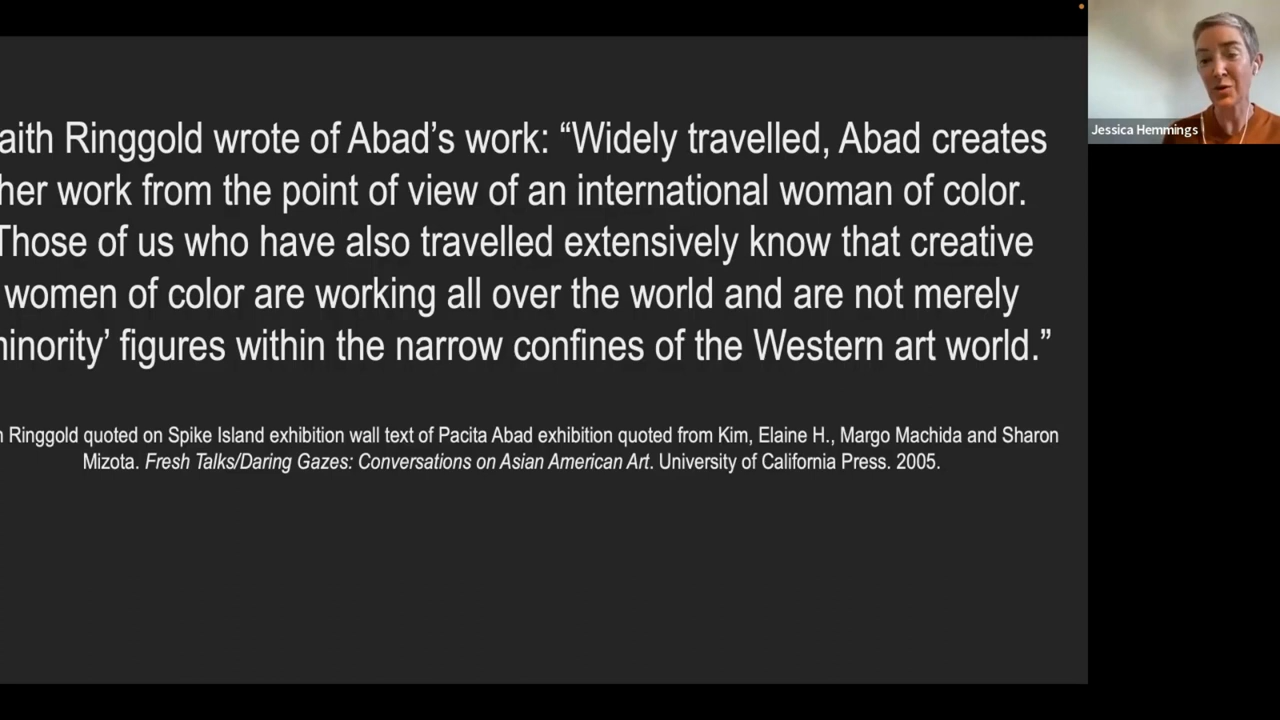 aith Ringgold wrote of Abad’s work: “Widely travelled, Abad creates
her work from the point of view of an international woman of color.
Those of us who have also travelled extensively know that creative
women of color are working all over the world and are not merely
inority’ figures within the narrow confines of the Western art world.”
Ringgold quoted on Spike Island exhibition wall text of Pacita Abad exhibition quoted from Kim, Elaine H., Margo Machida and Sharon
Mizota. Fresh Talks/Daring Gazes: Conversations on Asian American Art. University of California Press. 2005.
Jessica Hemmings